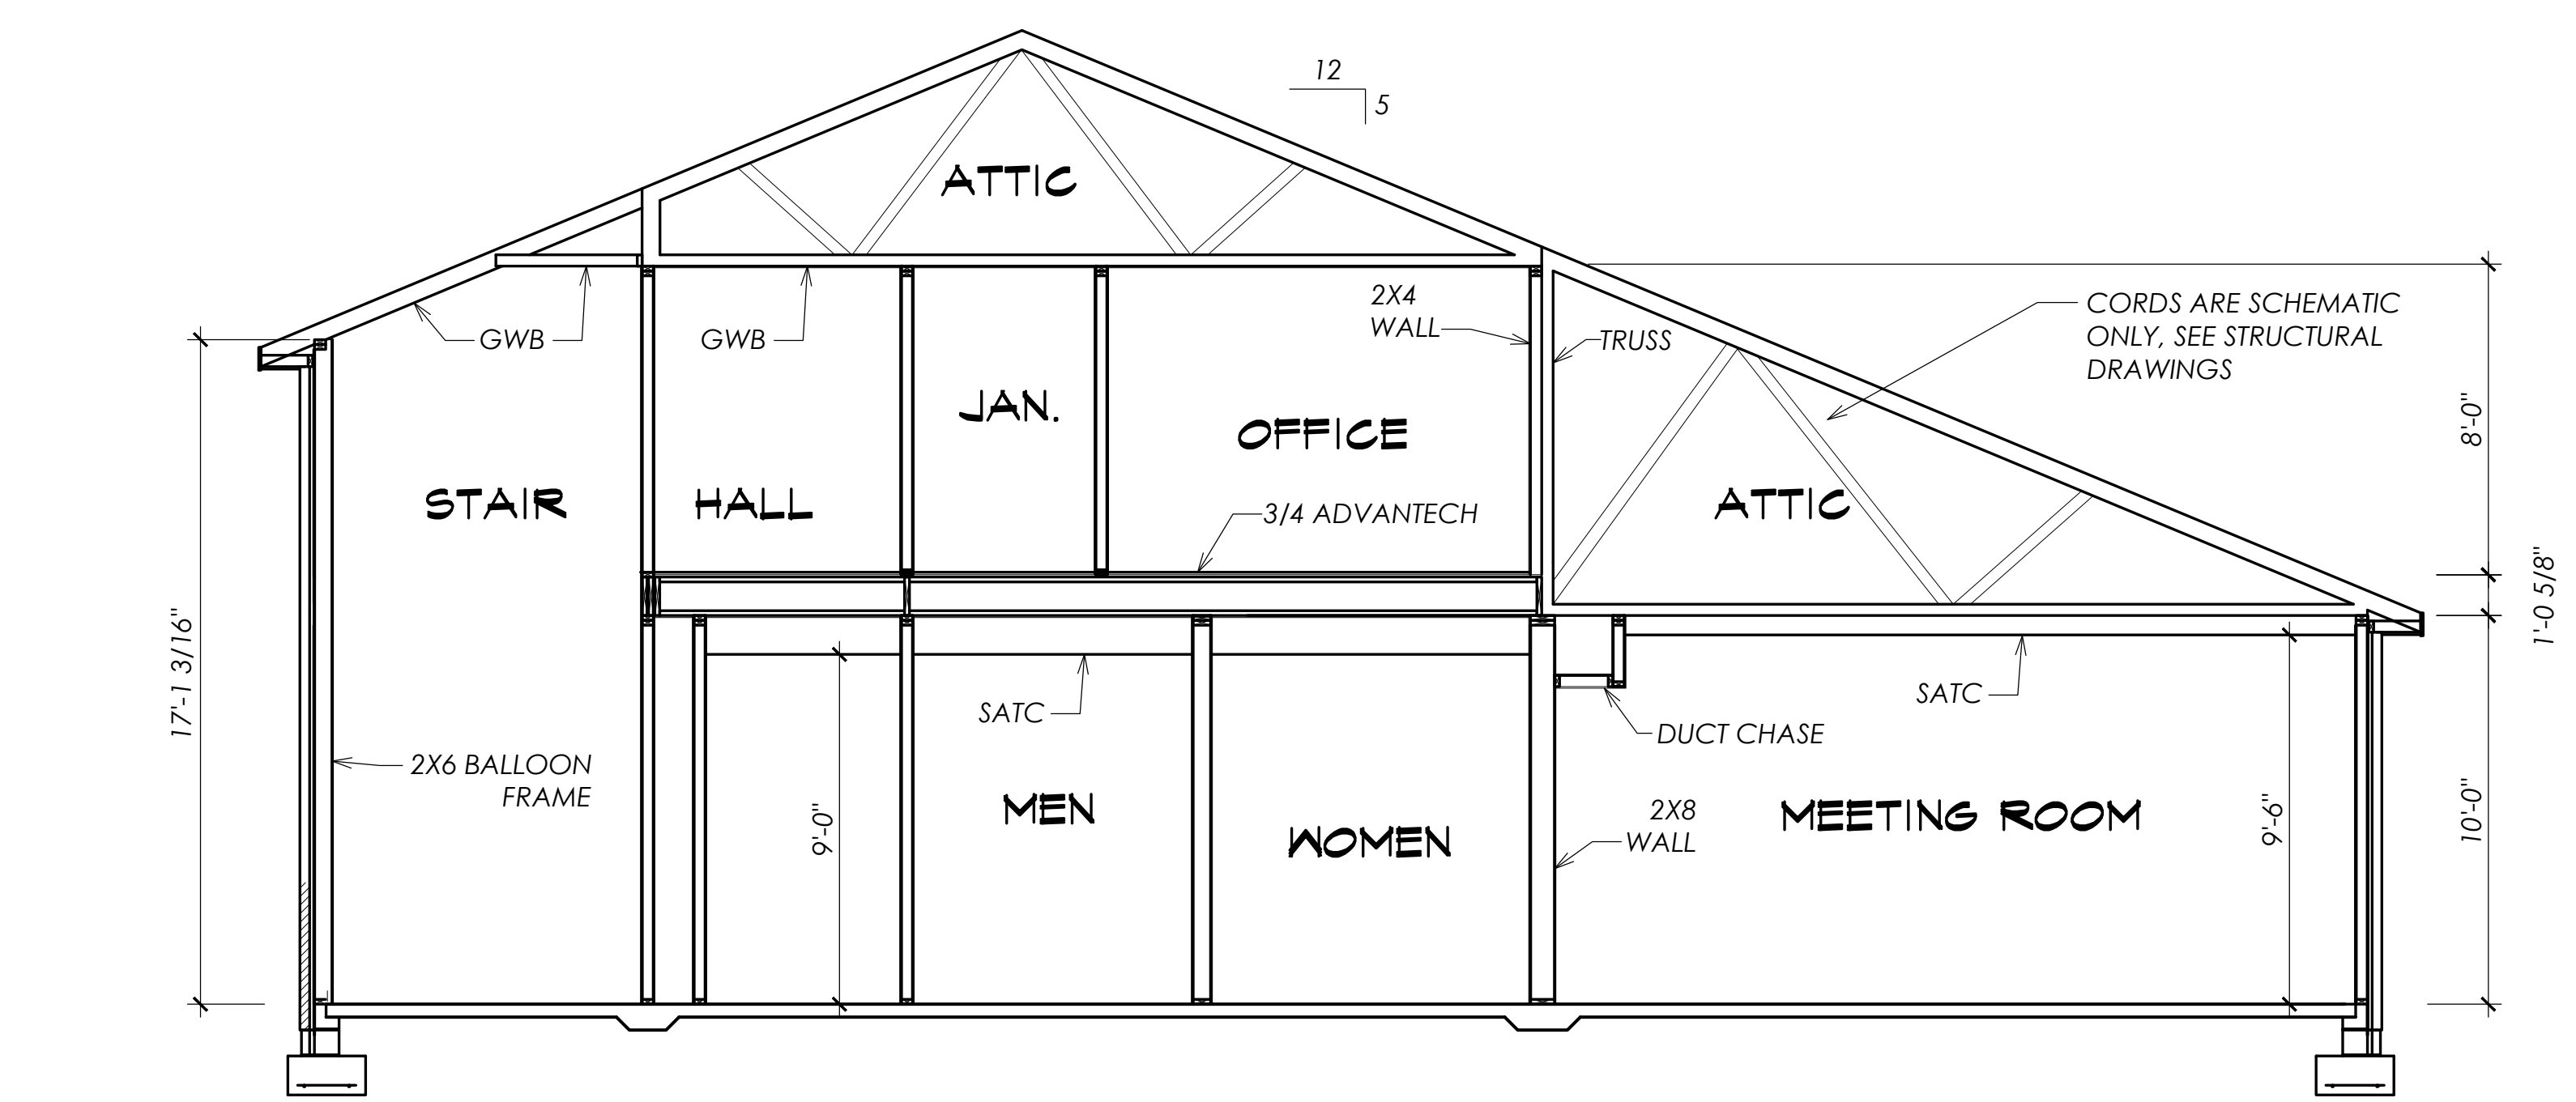 12
5
ATTIC
2X4
WALL
CORDS ARE SCHEMATIC
ONLY, SEE STRUCTURAL
DRAWINGS
GWB
GWB
TRUSS
JAN.
OFFICE
8'-0"
STAIR
HALL
3/4 ADVANTECH
ATTIC
1'-0 5/8"
17'-1 3/16"
SATC
SATC
DUCT CHASE
2X6 BALLOON
FRAME
9'-0"
MEN
WOMEN
2X8
WALL
MEETING ROOM
9'-6"
10'-0"